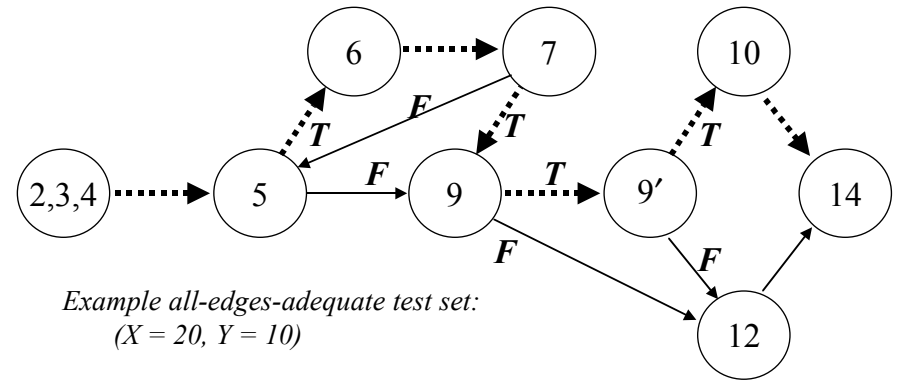 6
7
10
F
T
T
T
2,3,4
5
F
9
T
9′
14
F
F
12
Example all-edges-adequate test set:
(X = 20, Y = 10)